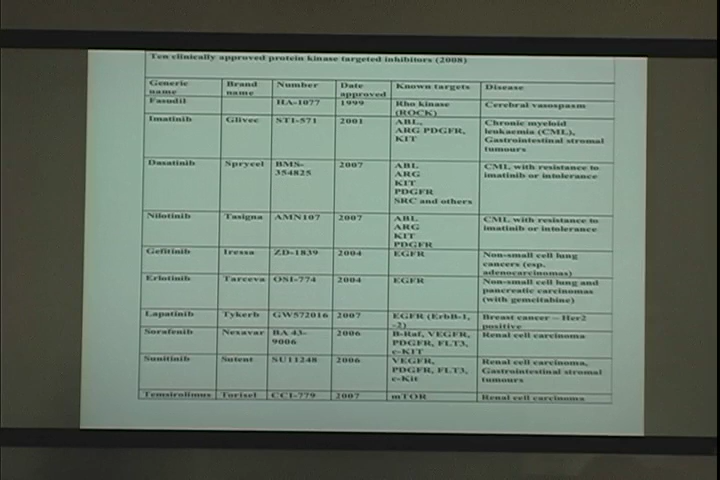 Ten clinically approved protein kinase targeted inhibitors (2008)
Generic name Brand name Number Date approved Known targets Disease
Fasudil HA-1077 1999 Rho kinase (ROCK) Cerebral vasospasm
Imatinib Glivec STI-571 2001 ABL, ARG PDGFR, KIT Chronic myeloid leukaemia (CML), Gastrointestinal stromal tumours
Dasatinib Sprycel BMS-354825 2007 ABL ARG KIT PDGFR SRC and others CML with resistance to imatinib or intolerance
Nilotinib Tasigna AMN107 2007 ABL ARG KIT PDGFR CML with resistance to imatinib or intolerance
Gefitinib Iressa ZD-1839 2004 EGFR Non-small cell lung cancers (esp. adenocarcinomas)
Erlotinib Tarceva OSI-774 2004 EGFR Non-small cell lung and pancreatic carcinomas (with gemcitabine)
Lapatinib Tykerb GW572016 2007 EGFR (ErbB-1, -2) Breast cancer – Her2 positive
Sorafenib Nexavar BA 43-9006 2006 B-Raf, VEGFR, PDGFR, FLT3, c-KIT Renal cell carcinoma
Sunitinib Sutent SU11248 2006 VEGFR, PDGFR, FLT3, c-Kit Renal cell carcinoma, Gastrointestinal stromal tumours
Temsirolimus Torisel CCI-779 2007 mTOR Renal cell carcinoma